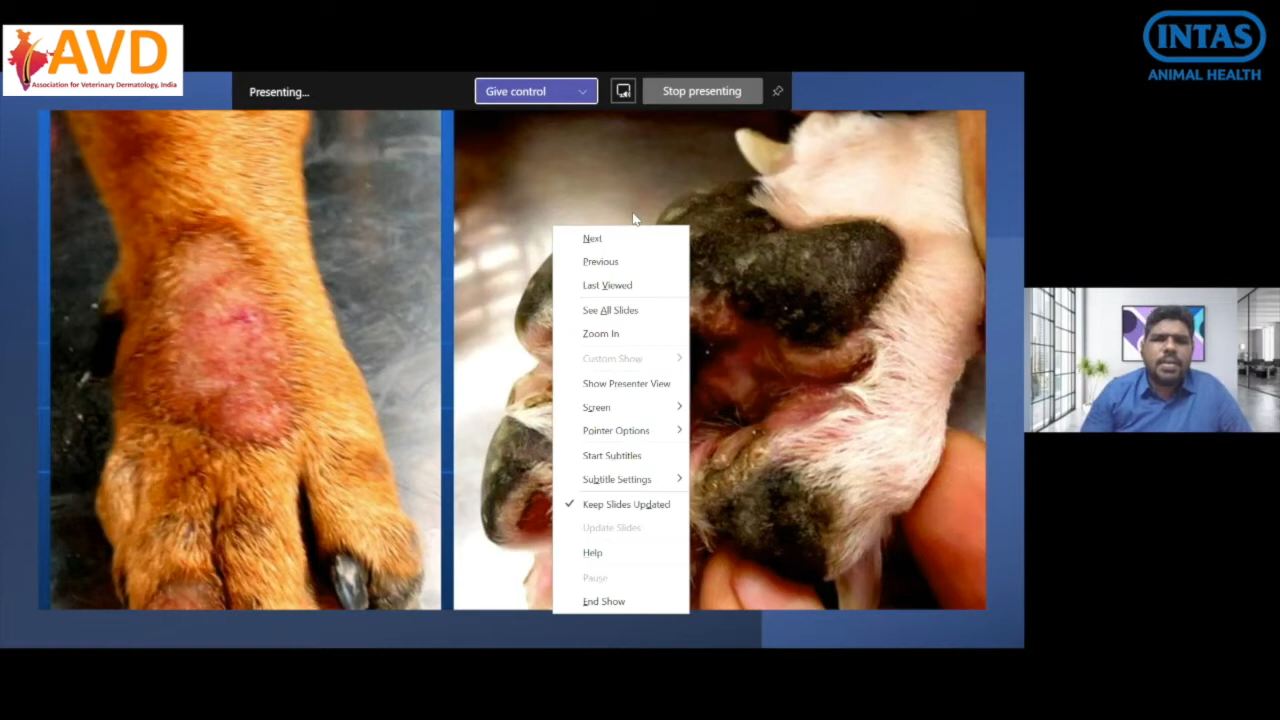 AVD
Association for Veterinary Dermatology, India
INTAS
ANIMAL HEALTH
Presenting...
Give control
Stop presenting
Next
Previous
Last Viewed
See All Slides
Zoom In
Custom Show
Show Presenter View
Screen
Pointer Options
Start Subtitles
Subtitle Settings
Keep Slides Updated
Update Slides
Help
Pause
End Show